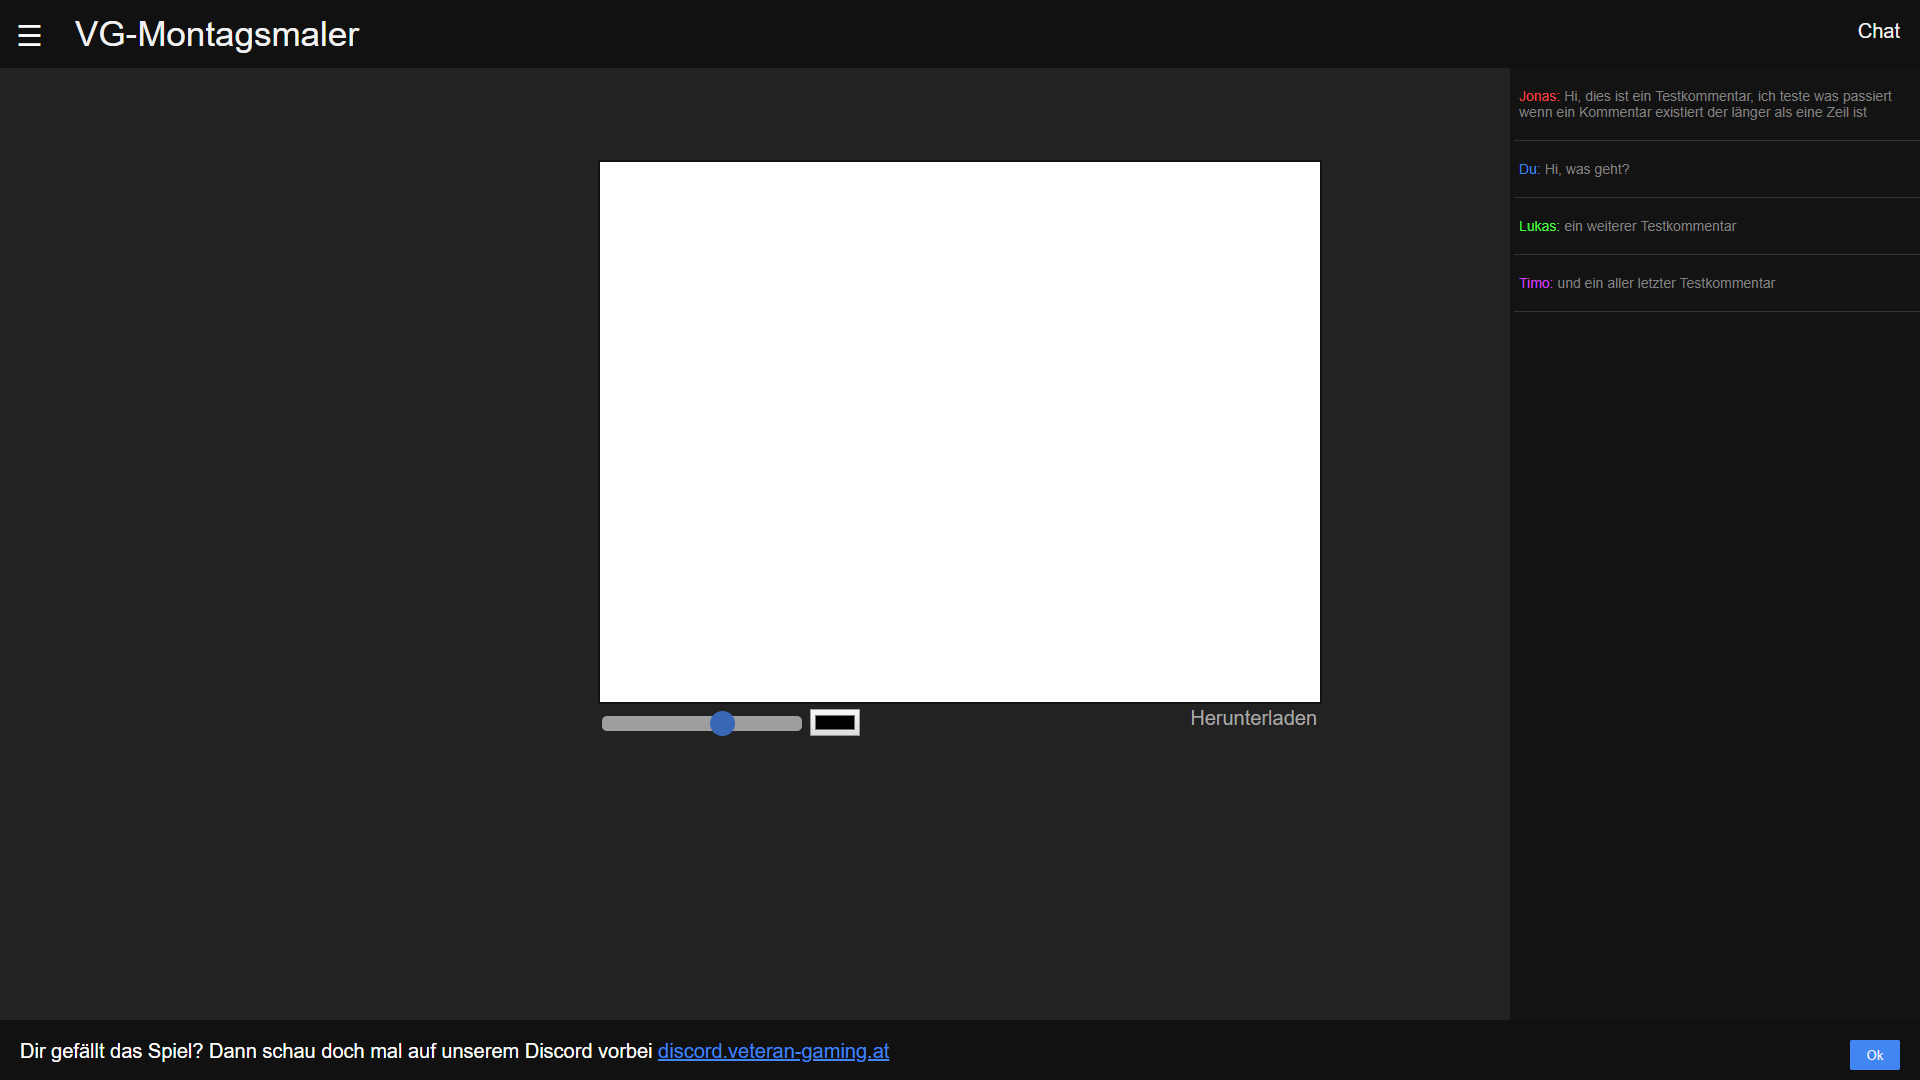 ☰ VG-Montagsmaler
Chat
Jonas: Hi, dies ist ein Testkommentar, ich teste was passiert
wenn ein Kommentar existiert der länger als eine Zeil ist
Du: Hi, was geht?
Lukas: ein weiterer Testkommentar
Timo: und ein aller letzter Testkommentar
Herunterladen
Dir gefällt das Spiel? Dann schau doch mal auf unserem Discord vorbei discord.veteran-gaming.at
Ok